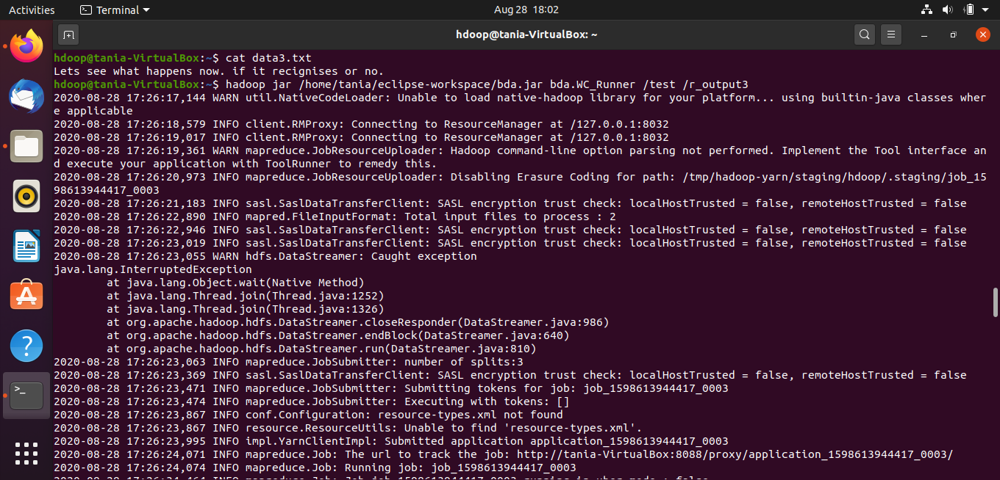 Activities
Terminal
Aug 28 18:02
hdoop@tania-VirtualBox: ~
hdoop@tania-VirtualBox:~$ cat data3.txt
Lets see what happens now. if it recignises or no.
hdoop@tania-VirtualBox:~$ hadoop jar /home/tania/eclipse-workspace/bda.jar bda.WC_Runner /test /r_output3
2020-08-28 17:26:17,144 WARN util.NativeCodeLoader: Unable to load native-hadoop library for your platform... using builtin-java classes wher
e applicable
2020-08-28 17:26:18,579 INFO client.RMProxy: Connecting to ResourceManager at /127.0.0.1:8032
2020-08-28 17:26:19,017 INFO client.RMProxy: Connecting to ResourceManager at /127.0.0.1:8032
2020-08-28 17:26:19,361 WARN mapreduce.JobResourceUploader: Hadoop command-line option parsing not performed. Implement the Tool interface an
d execute your application with ToolRunner to remedy this.
2020-08-28 17:26:20,973 INFO mapreduce.JobResourceUploader: Disabling Erasure Coding for path: /tmp/hadoop-yarn/staging/hdoop/.staging/job_15
98613944417_0003
2020-08-28 17:26:21,183 INFO sasl.SaslDataTransferClient: SASL encryption trust check: localHostTrusted = false, remoteHostTrusted = false
2020-08-28 17:26:22,890 INFO mapred.FileInputFormat: Total input files to process : 2
2020-08-28 17:26:22,946 INFO sasl.SaslDataTransferClient: SASL encryption trust check: localHostTrusted = false, remoteHostTrusted = false
2020-08-28 17:26:23,019 INFO sasl.SaslDataTransferClient: SASL encryption trust check: localHostTrusted = false, remoteHostTrusted = false
2020-08-28 17:26:23,055 WARN hdfs.DataStreamer: Caught exception
java.lang.InterruptedException
at java.lang.Object.wait(Native Method)
at java.lang.Thread.join(Thread.java:1252)
at java.lang.Thread.join(Thread.java:1326)
at org.apache.hadoop.hdfs.DataStreamer.closeResponder(DataStreamer.java:986)
at org.apache.hadoop.hdfs.DataStreamer.endBlock(DataStreamer.java:640)
at org.apache.hadoop.hdfs.DataStreamer.run(DataStreamer.java:810)
2020-08-28 17:26:23,063 INFO mapreduce.JobSubmitter: number of splits:3
2020-08-28 17:26:23,369 INFO sasl.SaslDataTransferClient: SASL encryption trust check: localHostTrusted = false, remoteHostTrusted = false
2020-08-28 17:26:23,471 INFO mapreduce.JobSubmitter: Submitting tokens for job: job_1598613944417_0003
2020-08-28 17:26:23,474 INFO mapreduce.JobSubmitter: Executing with tokens: []
2020-08-28 17:26:23,867 INFO conf.Configuration: resource-types.xml not found
2020-08-28 17:26:23,867 INFO resource.ResourceUtils: Unable to find 'resource-types.xml'.
2020-08-28 17:26:23,995 INFO impl.YarnClientImpl: Submitted application application_1598613944417_0003
2020-08-28 17:26:24,071 INFO mapreduce.Job: The url to track the job: http://tania-VirtualBox:8088/proxy/application_1598613944417_0003/
2020-08-28 17:26:24,074 INFO mapreduce.Job: Running job: job_1598613944417_0003